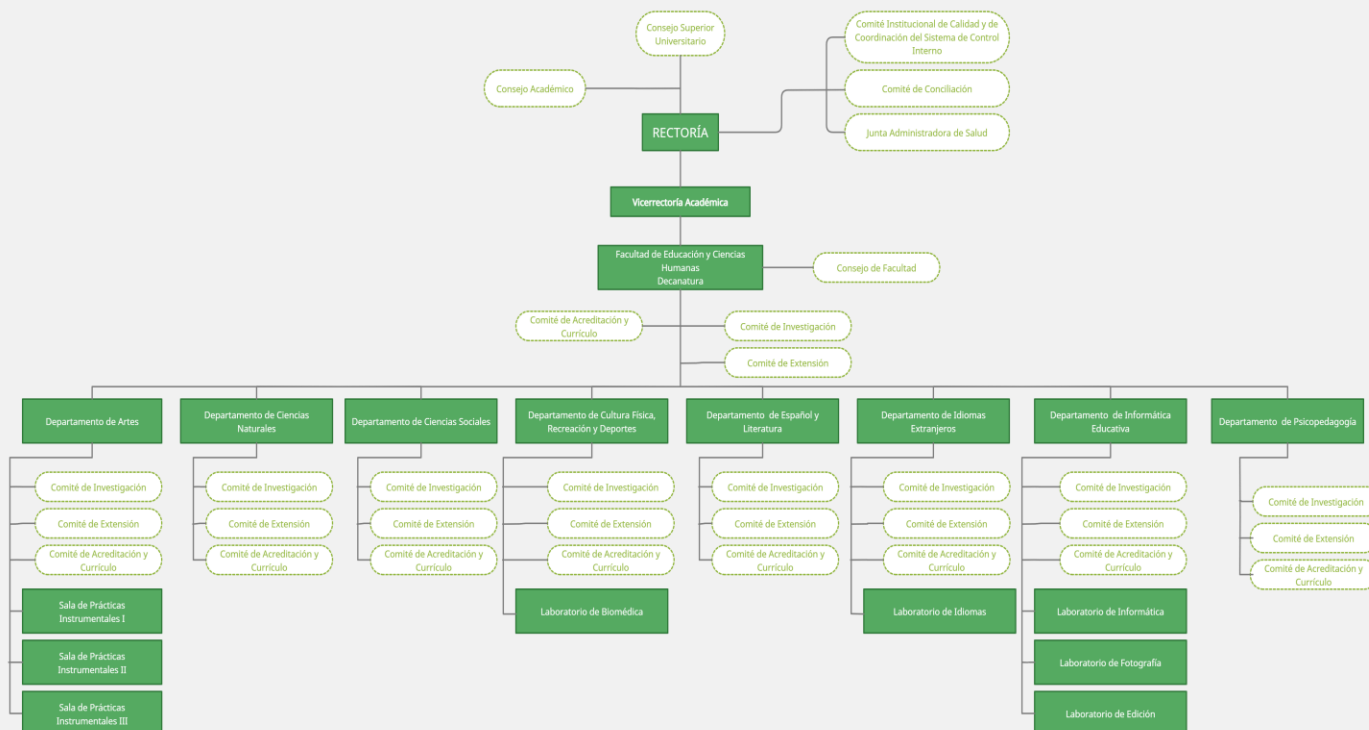 Consejo Superior
Universitario
Comité Institucional de Calidad y de
Coordinación del Sistema de Control
Interno
Consejo Académico
Comité de Conciliación
RECTORÍA
Junta Administradora de Salud
Vicerrectoría Académica
Facultad de Educación y Ciencias
Humanas
Decanatura
Consejo de Facultad
Comité de Acreditación y
Currículo
Comité de Investigación
Comité de Extensión
Departamento de Artes
Departamento de Ciencias
Naturales
Departamento de Ciencias Sociales
Departamento de Cultura Física,
Recreación y Deportes
Departamento de Español y
Literatura
Departamento de Idiomas
Extranjeros
Departamento de Informática
Educativa
Departamento de Psicopedagogía
Comité de Investigación
Comité de Extensión
Comité de Acreditación y
Currículo
Sala de Prácticas
Instrumentales I
Sala de Prácticas
Instrumentales II
Sala de Prácticas
Instrumentales III
Comité de Investigación
Comité de Extensión
Comité de Acreditación y
Currículo
Comité de Investigación
Comité de Extensión
Comité de Acreditación y
Currículo
Comité de Investigación
Comité de Extensión
Comité de Acreditación y
Currículo
Laboratorio de Biomédica
Comité de Investigación
Comité de Extensión
Comité de Acreditación y
Currículo
Comité de Investigación
Comité de Extensión
Comité de Acreditación y
Currículo
Laboratorio de Idiomas
Comité de Investigación
Comité de Extensión
Comité de Acreditación y
Currículo
Laboratorio de Informática
Laboratorio de Fotografía
Laboratorio de Edición
Comité de Investigación
Comité de Extensión
Comité de Acreditación y
Currículo